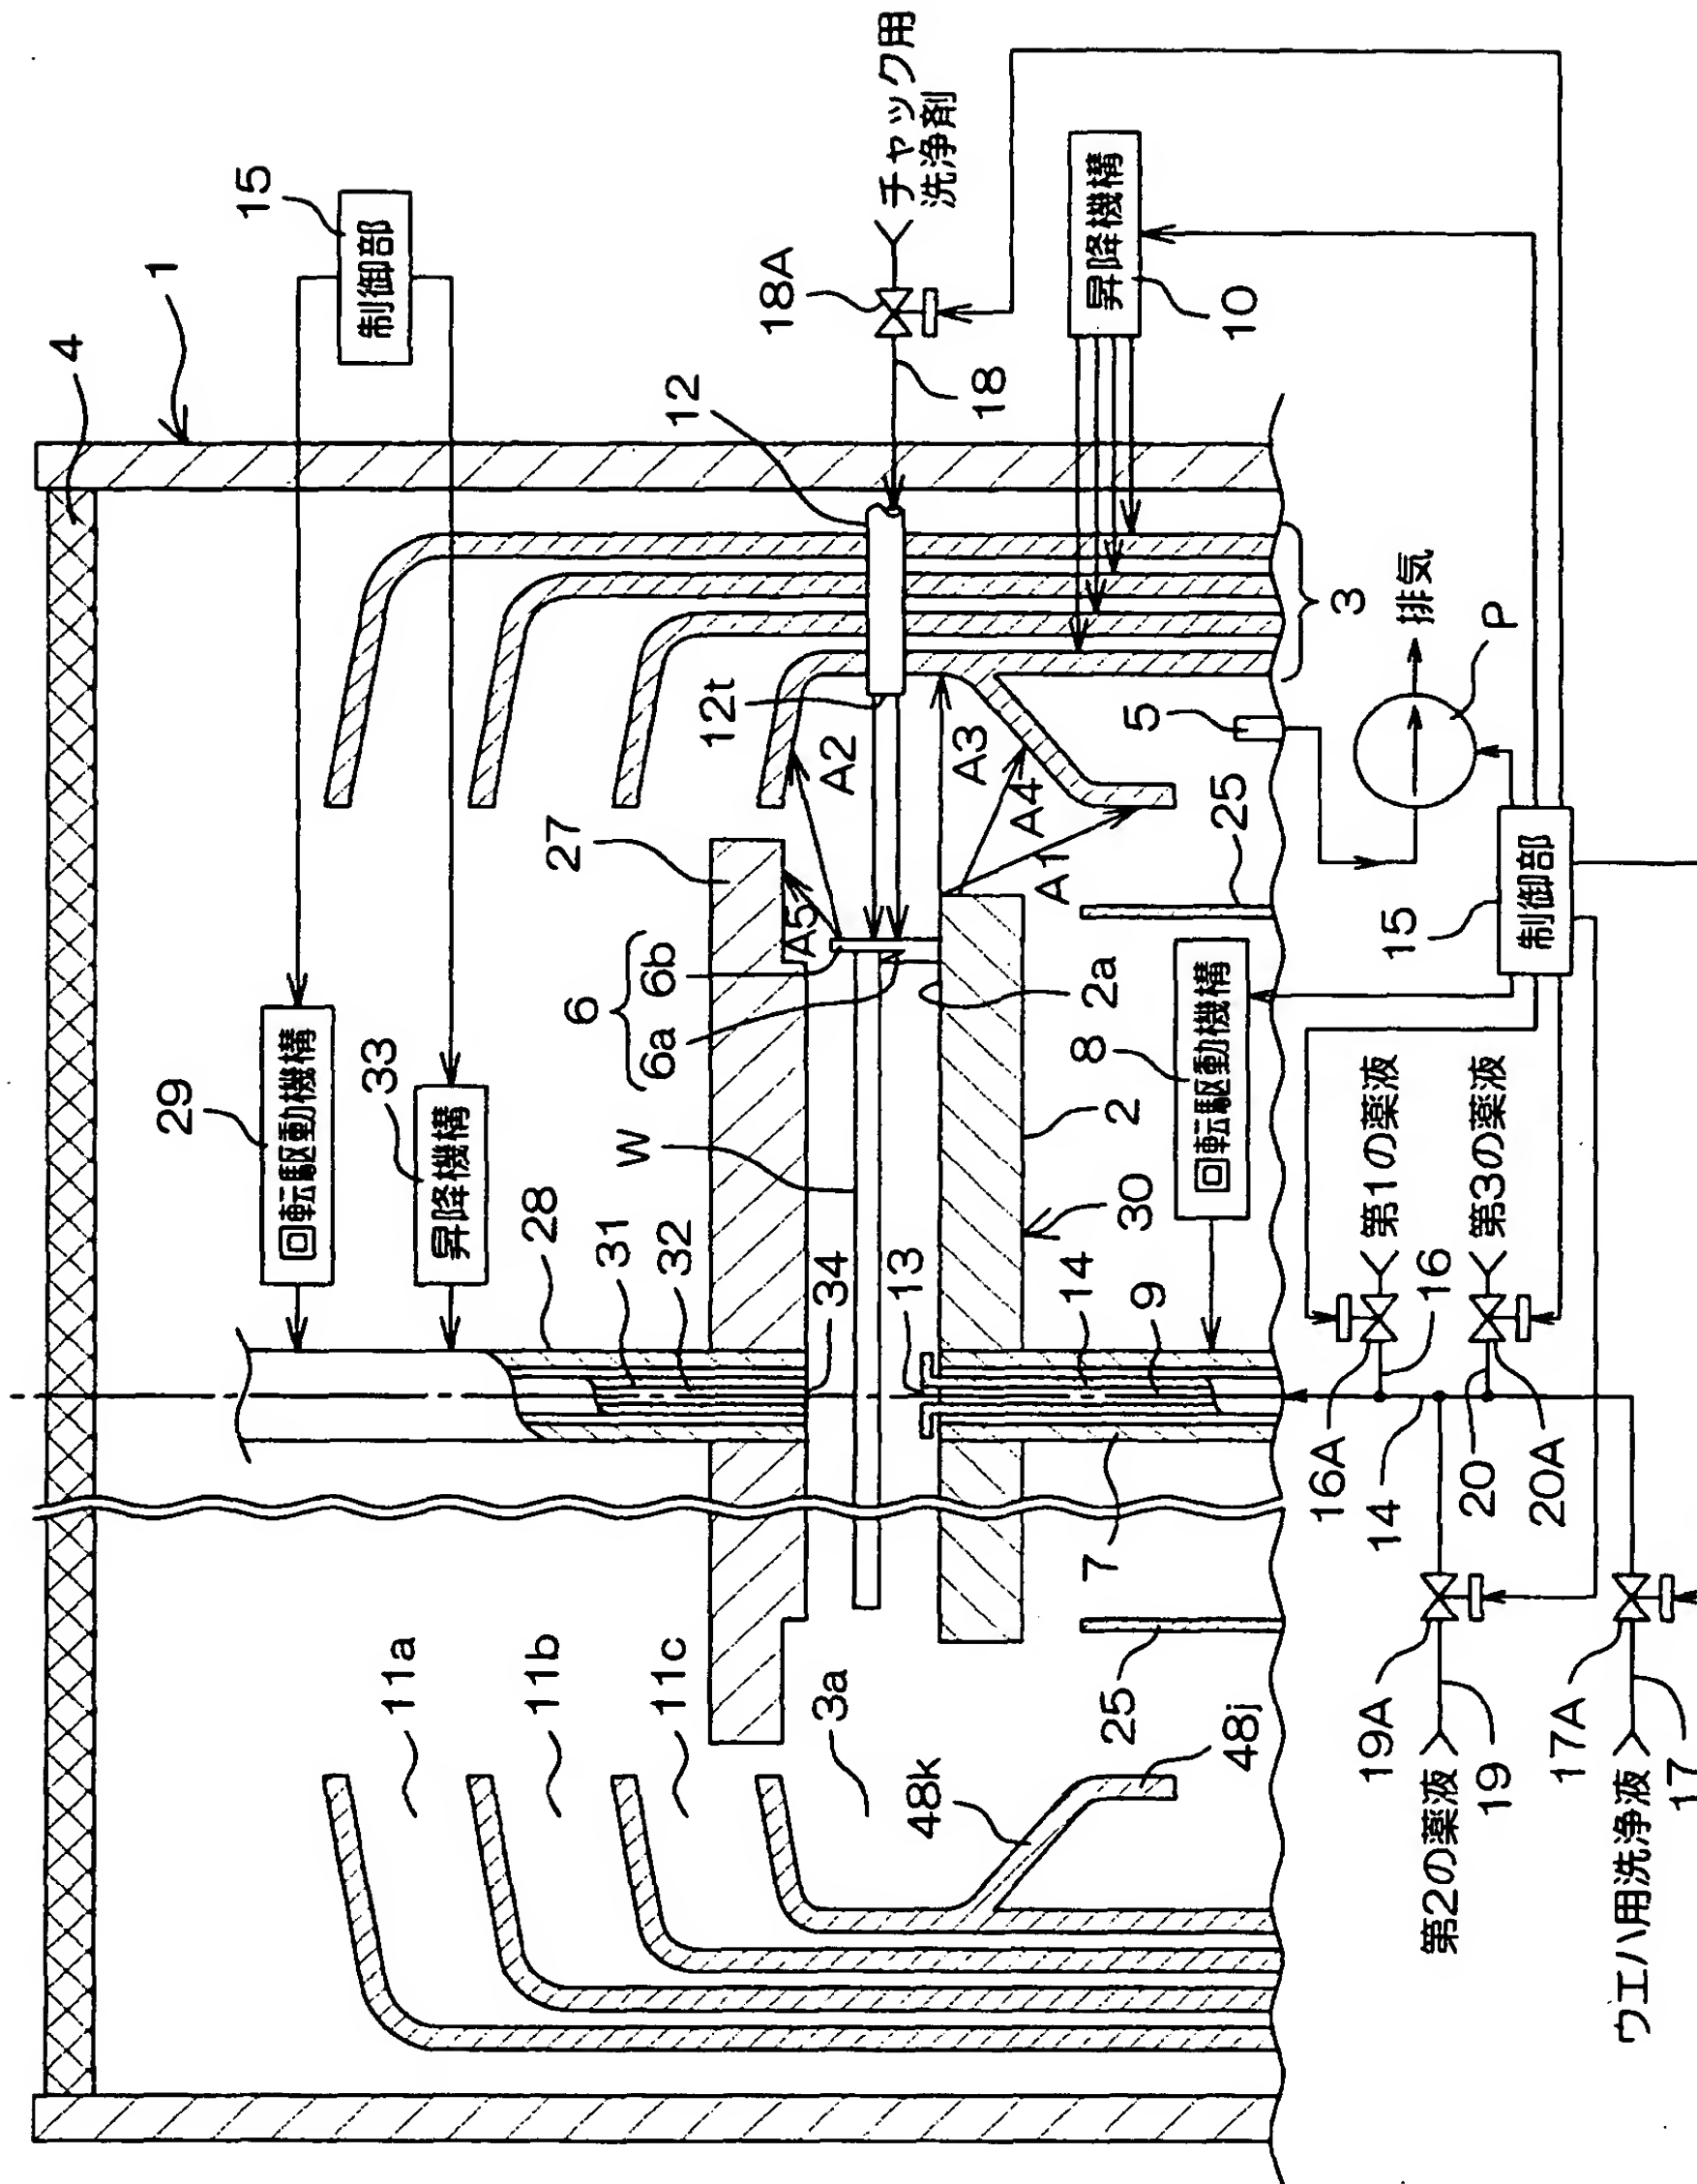 1
4
15
制御部
29
回転駆動機構
33
昇降機構
28
31
32
11a
11b
11c
3a
48k
48j
27
6
6a
6b
W
34
13
A5
A2
12t
12
18
18A
チャック用
洗浄剤
昇降機構
10
A3
A4
A1
2a
2
30
8
回転駆動機構
14
9
7
25
25
5
3
排気
P
15
制御部
第1の薬液
16
16A
第3の薬液
20
20A
14
19A
第2の薬液
19
17A
ウエハ用洗浄液
17